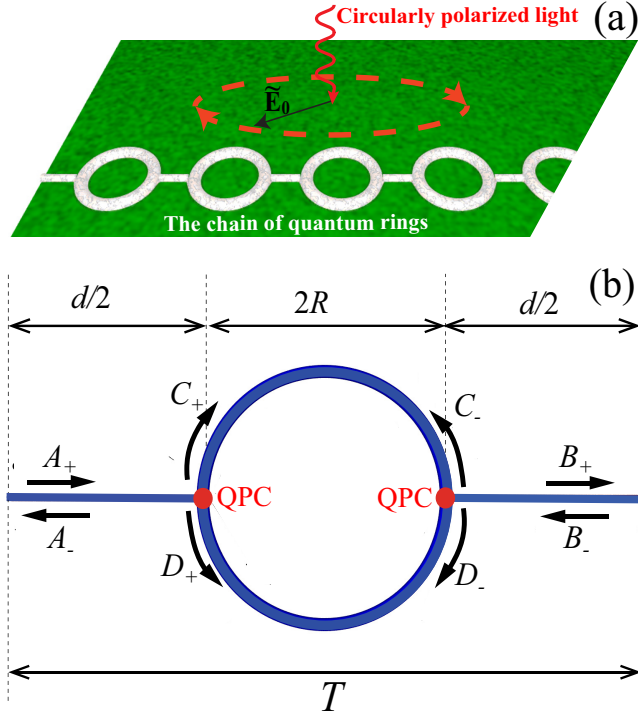 (a)
Circularly polarized light
Ẽ₀
The chain of quantum rings
(b)
d/2 2R d/2
C₊ C₋
A₊ B₊
QPC QPC
A₋ B₋
D₊ D₋
T